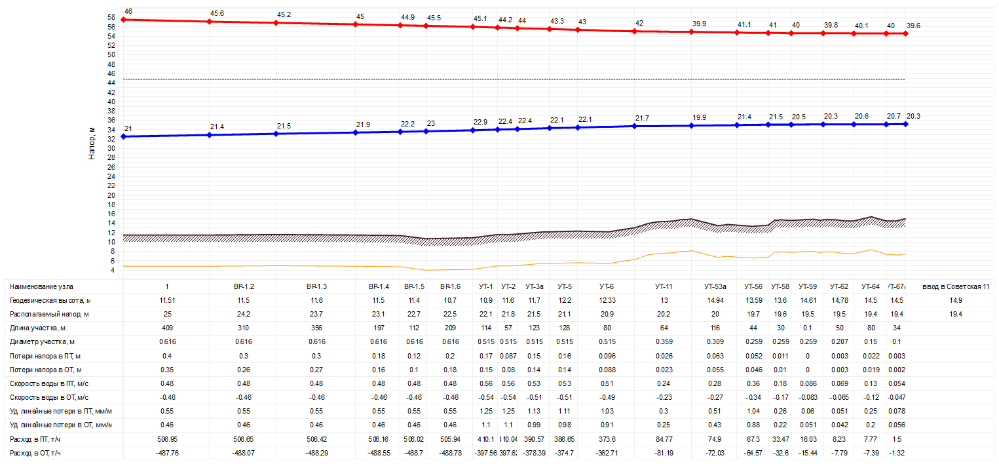 46 45.6 45.2 45 44.9 45.5 45.1 44.2 44 43.3 43 42 39.9 41.1 41 40 39.8 40.1 40 39.6
58
56
54
52
50
48
46
44
42
40
38
36
34
32
30
28
26
24
22
20
18
16
14
12
10
8
6
4
Напор, м
21 21.4 21.5 21.9 22.2 23 22.9 22.4 22.4 22.1 22.1 21.7 19.9 21.4 21.5 20.5 20.3 20.6 20.7 20.3
Наименование узла 1 ВР-1.2 ВР-1.3 ВР-1.4 ВР-1.5 ВР-1.6 УТ-1 УТ-2 УТ-3а УТ-5 УТ-6 УТ-11 УТ-53а УТ-56 УТ-58 УТ-59 УТ-62 УТ-64 УТ-67а ввод в Советская 11
Геодезическая высота, м 11.51 11.5 11.6 11.5 11.4 10.7 10.9 11.6 11.7 12.2 12.33 13 14.94 13.59 13.6 14.61 14.78 14.5 14.5 14.9
Располагаемый напор, м 25 24.2 23.7 23.1 22.7 22.5 22.1 21.8 21.5 21.1 20.9 20.2 20 19.7 19.6 19.5 19.5 19.4 19.4 19.4
Длина участка, м 409 310 356 197 112 209 114 57 123 128 80 64 116 44 30 0.1 50 80 34
Диаметр участка, м 0.616 0.616 0.616 0.616 0.616 0.616 0.515 0.515 0.515 0.515 0.515 0.359 0.309 0.259 0.259 0.259 0.207 0.15 0.1
Потери напора в ПТ, м 0.4 0.3 0.3 0.18 0.12 0.2 0.17 0.087 0.15 0.16 0.096 0.026 0.063 0.052 0.011 0 0.003 0.022 0.003
Потери напора в ОТ, м 0.35 0.26 0.27 0.16 0.1 0.18 0.15 0.08 0.14 0.14 0.088 0.023 0.055 0.046 0.01 0 0.003 0.019 0.002
Скорость воды в ПТ, м/с 0.48 0.48 0.48 0.48 0.48 0.48 0.56 0.56 0.53 0.53 0.51 0.24 0.28 0.36 0.18 0.086 0.069 0.13 0.054
Скорость воды в ОТ, м/с -0.46 -0.46 -0.46 -0.46 -0.46 -0.46 -0.54 -0.54 -0.51 -0.51 -0.49 -0.23 -0.27 -0.34 -0.17 -0.083 -0.065 -0.12 -0.047
Уд. линейные потери в ПТ, мм/м 0.55 0.55 0.55 0.55 0.55 0.55 1.25 1.25 1.13 1.11 1.03 0.3 0.51 1.04 0.26 0.06 0.051 0.25 0.078
Уд. линейные потери в ОТ, мм/м 0.46 0.46 0.46 0.46 0.46 0.46 1.1 1.1 0.99 0.98 0.91 0.25 0.43 0.88 0.22 0.051 0.042 0.2 0.056
Расход в ПТ, т/ч 506.95 506.65 506.42 506.16 506.02 505.94 410.1 410.04 390.57 386.65 373.6 84.77 74.9 67.3 33.47 16.03 8.23 7.77 1.5
Расход в ОТ, т/ч -487.76 -488.07 -488.29 -488.55 -488.7 -488.78 -397.56 397.62 -378.39 -374.7 -362.71 -81.19 -72.03 -64.57 -32.6 -15.44 -7.79 -7.39 -1.32